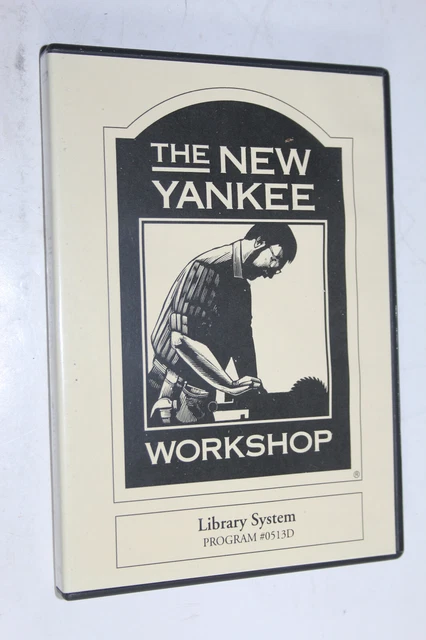 THE NEW
YANKEE
WORKSHOP
®
Library System
PROGRAM #0513D